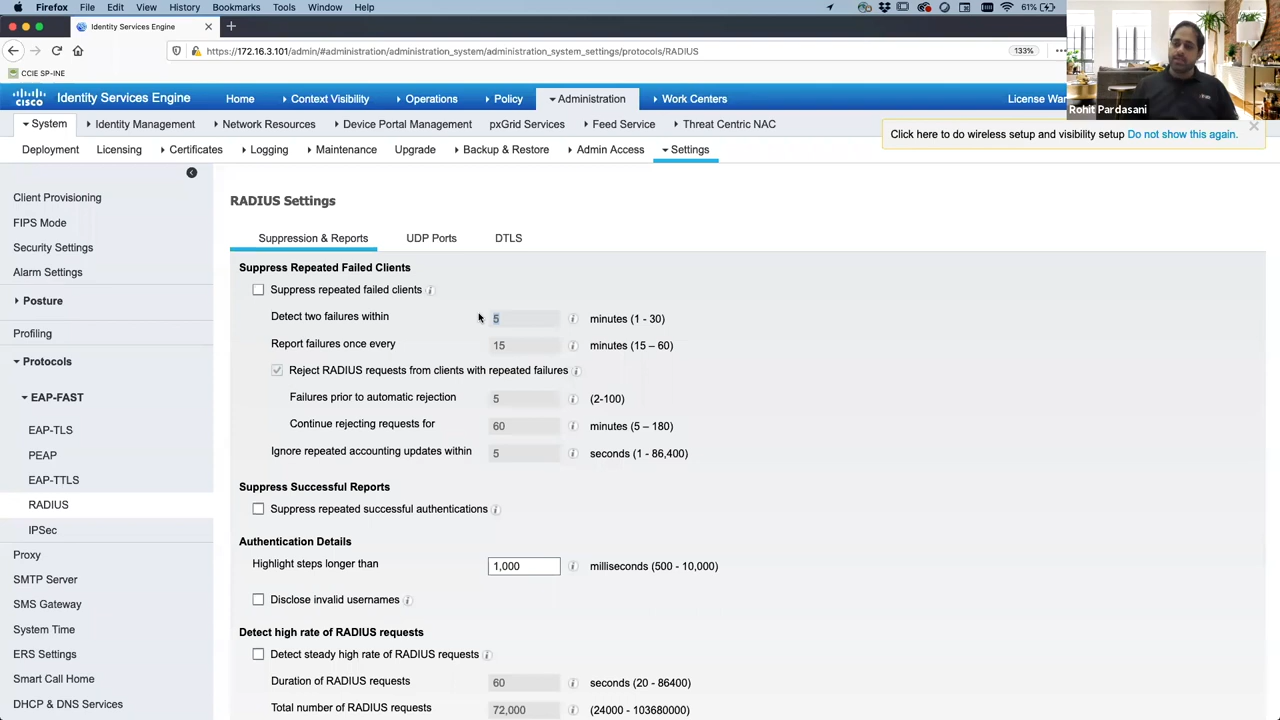 Firefox File Edit View History Bookmarks Tools Window Help 61%
Identity Services Engine
https://172.16.3.101/admin/#administration/administration_system/administration_system_settings/protocols/RADIUS 133%
CCIE SP-INE
Rohit Pardasani
CISCO Identity Services Engine Home Context Visibility Operations Policy Administration Work Centers License War
System Identity Management Network Resources Device Portal Management pxGrid Services Feed Service Threat Centric NAC
Click here to do wireless setup and visibility setup Do not show this again.
Deployment Licensing Certificates Logging Maintenance Upgrade Backup & Restore Admin Access Settings
Client Provisioning
FIPS Mode
Security Settings
Alarm Settings
Posture
Profiling
Protocols
EAP-FAST
EAP-TLS
PEAP
EAP-TTLS
RADIUS
IPSec
Proxy
SMTP Server
SMS Gateway
System Time
ERS Settings
Smart Call Home
DHCP & DNS Services
RADIUS Settings
Suppression & Reports UDP Ports DTLS
Suppress Repeated Failed Clients
Suppress repeated failed clients
Detect two failures within 5 minutes (1 - 30)
Report failures once every 15 minutes (15 – 60)
Reject RADIUS requests from clients with repeated failures
Failures prior to automatic rejection 5 (2-100)
Continue rejecting requests for 60 minutes (5 – 180)
Ignore repeated accounting updates within 5 seconds (1 - 86,400)
Suppress Successful Reports
Suppress repeated successful authentications
Authentication Details
Highlight steps longer than 1,000 milliseconds (500 - 10,000)
Disclose invalid usernames
Detect high rate of RADIUS requests
Detect steady high rate of RADIUS requests
Duration of RADIUS requests 60 seconds (20 - 86400)
Total number of RADIUS requests 72,000 (24000 - 103680000)